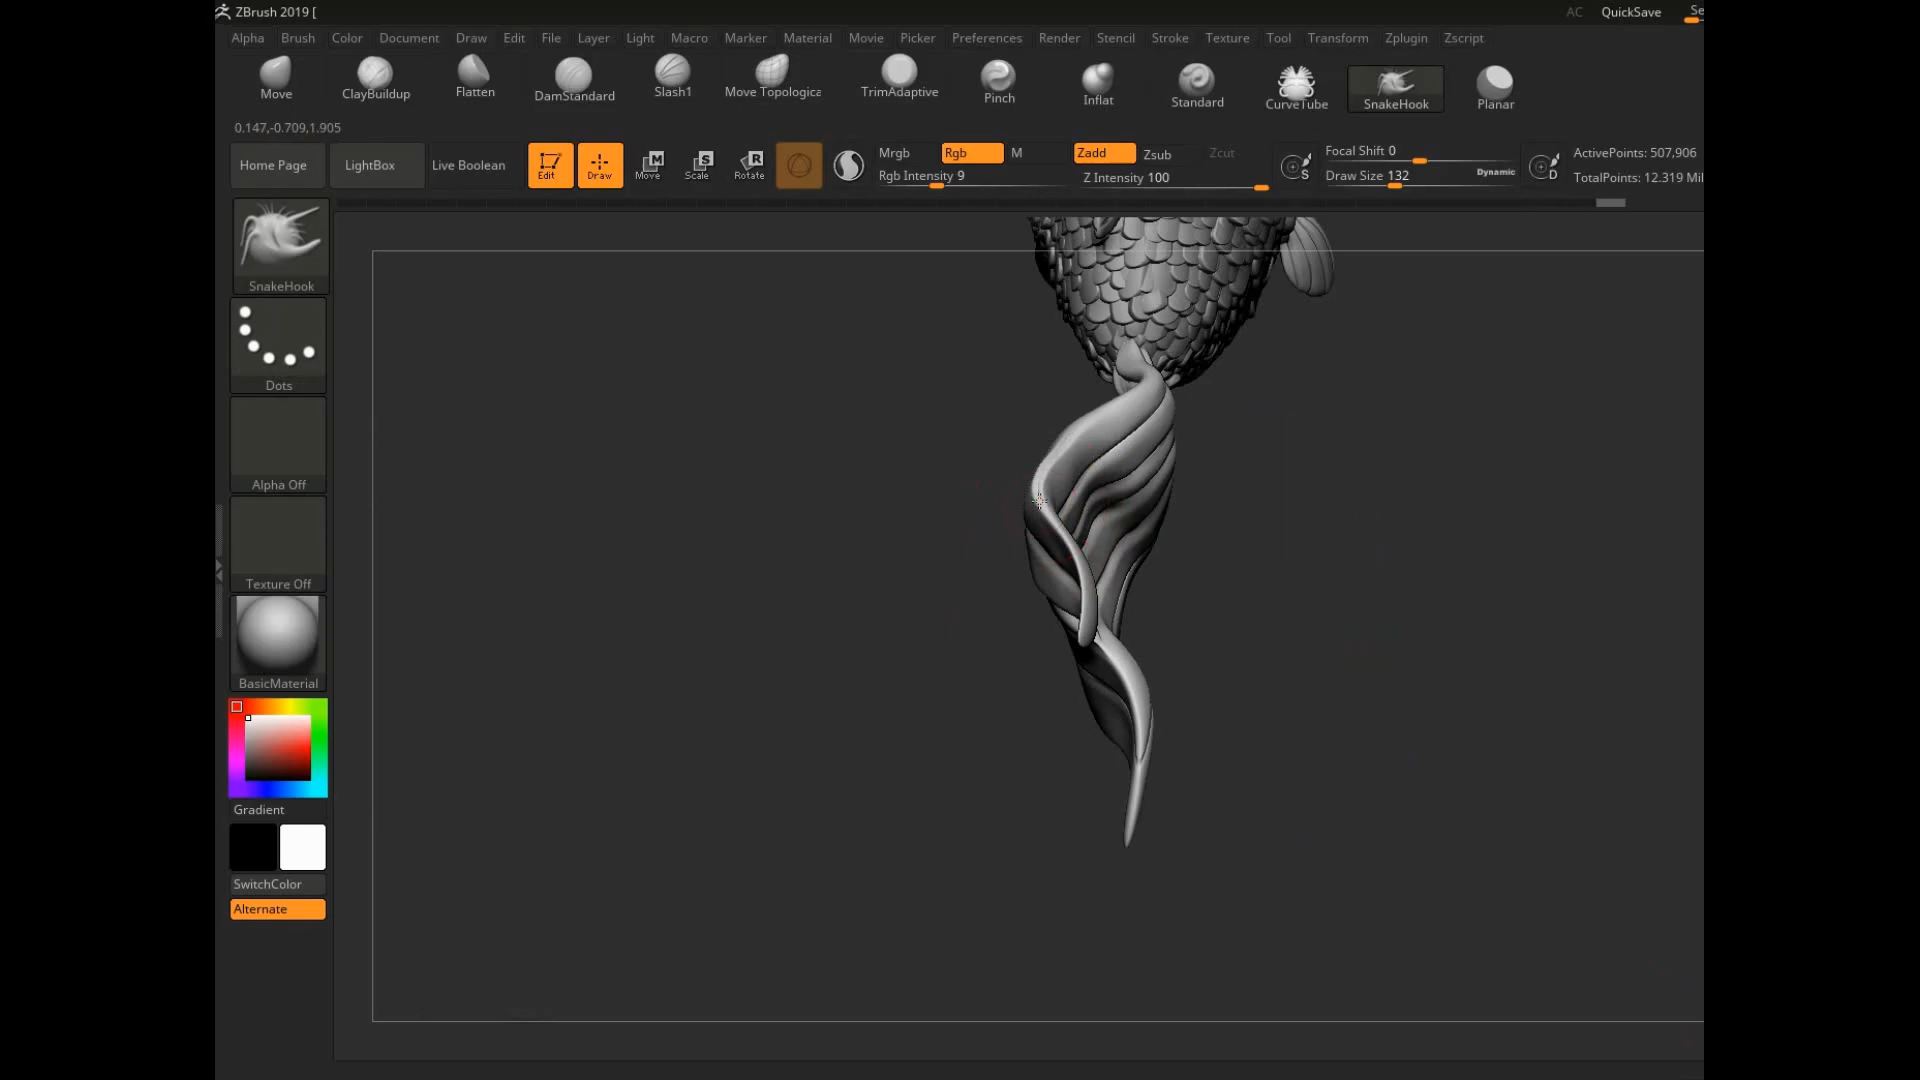 ZBrush 2019 [
AC QuickSave Se
Alpha Brush Color Document Draw Edit File Layer Light Macro Marker Material Movie Picker Preferences Render Stencil Stroke Texture Tool Transform Zplugin Zscript
Move ClayBuildup Flatten DamStandard Slash1 Move Topologica TrimAdaptive Pinch Inflat Standard CurveTube SnakeHook Planar
0.147,-0.709,1.905
Home Page LightBox Live Boolean Edit Draw Move Scale Rotate
M S R
Mrgb Rgb M Zadd Zsub Zcut
Rgb Intensity 9 Z Intensity 100
S Focal Shift 0 D ActivePoints: 507,906
Draw Size 132 Dynamic TotalPoints: 12.319 Mil
SnakeHook
Dots
Alpha Off
Texture Off
BasicMaterial
Gradient
SwitchColor
Alternate